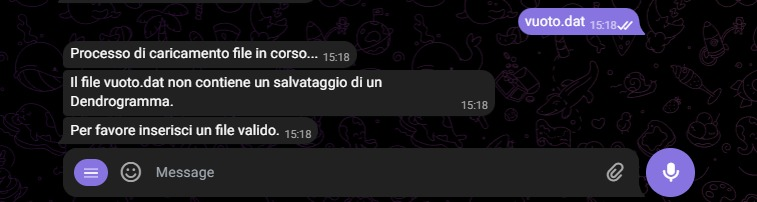 vuoto.dat 15:18
Processo di caricamento file in corso... 15:18
Il file vuoto.dat non contiene un salvataggio di un
Dendrogramma. 15:18
Per favore inserisci un file valido. 15:18
Message